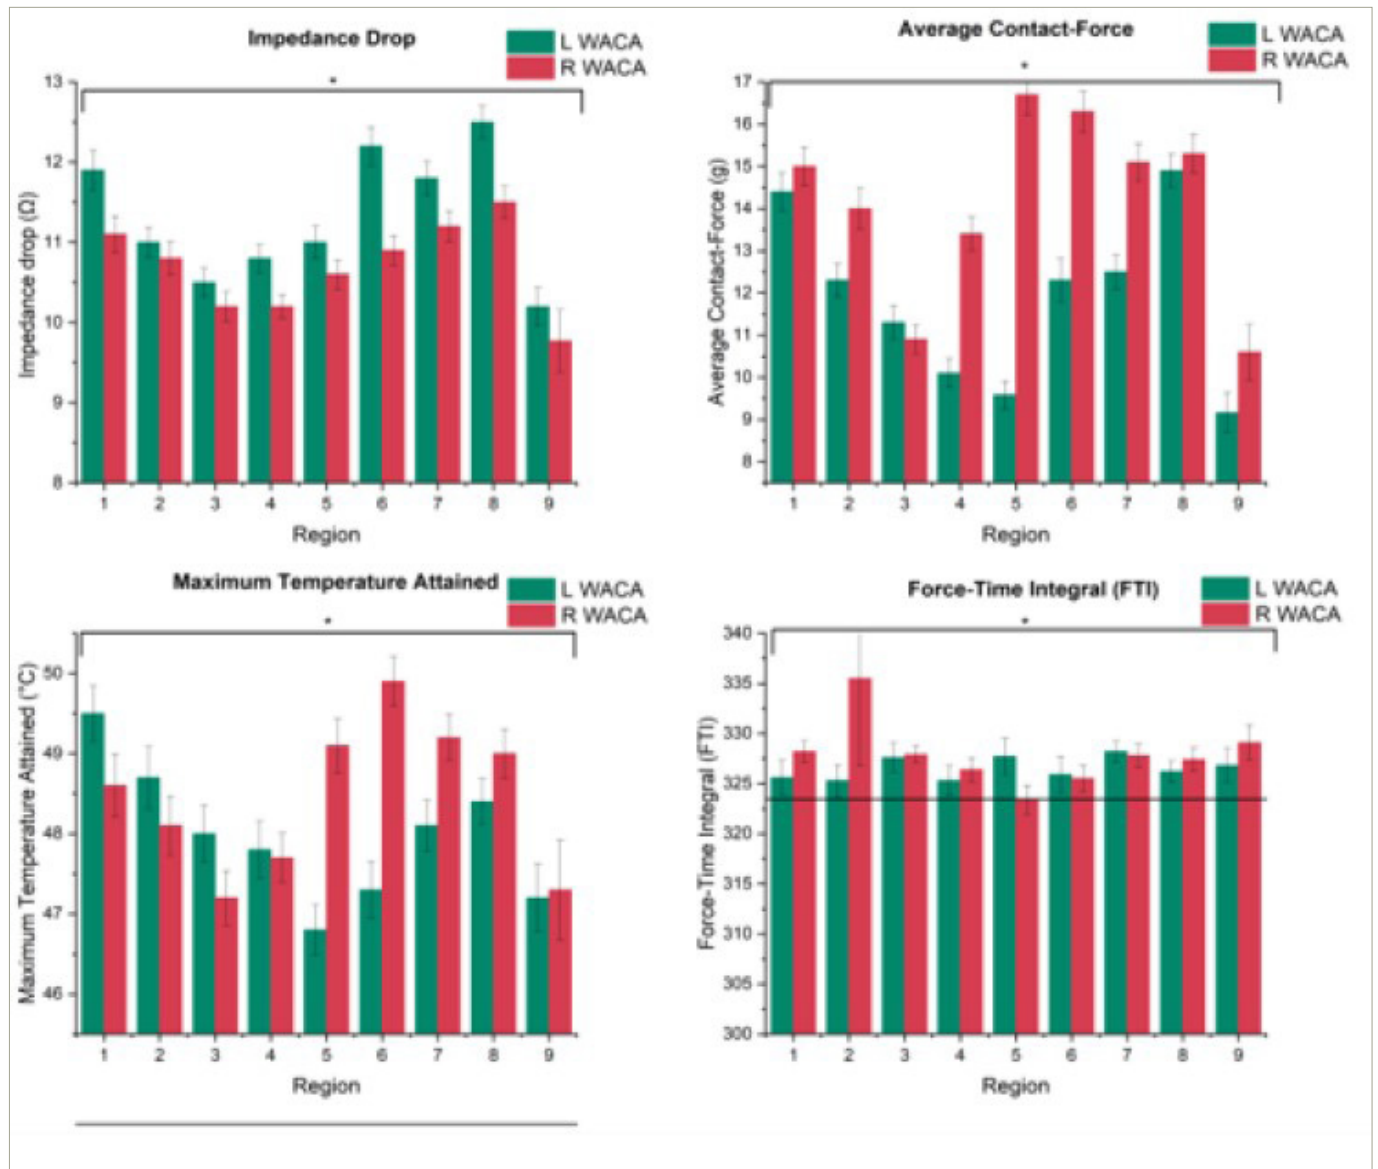 Impedance Drop
L WACA
R WACA
*
13
12
11
10
9
8
Impedance drop (Ω)
1 2 3 4 5 6 7 8 9
Region
Average Contact-Force
L WACA
R WACA
*
17
16
15
14
13
12
11
10
9
8
Average Contact-Force (g)
1 2 3 4 5 6 7 8 9
Region
Maximum Temperature Attained
L WACA
R WACA
*
50
49
48
47
46
Maximum Temperature Attained (°C)
1 2 3 4 5 6 7 8 9
Region
Force-Time Integral (FTI)
L WACA
R WACA
*
340
335
330
325
320
315
310
305
300
Force-Time Integral (FTI)
1 2 3 4 5 6 7 8 9
Region